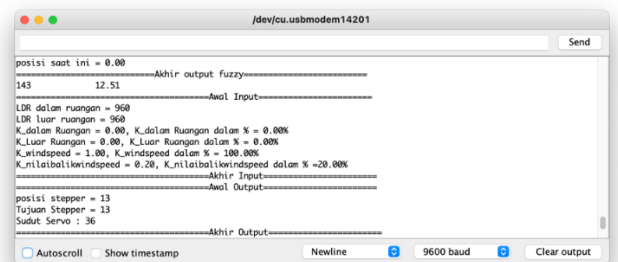 /dev/cu.usbmodem14201
Send
posisi saat ini = 0.00
==========================Akhir output fuzzy=======================
143 12.51
====================================Awal Input=====================
LDR dalam ruangan = 960
LDR luar ruangan = 960
K_dalam Ruangan = 0.00, K_dalam Ruangan dalam % = 0.00%
K_Luar Ruangan = 0.00, K_Luar Ruangan dalam % = 0.00%
K_windspeed = 1.00, K_windspeed dalam % = 100.00%
K_nilaibalikwindspeed = 0.20, K_nilaibalikwindspeed dalam % =20.00%
====================================Akhir Input=====================
====================================Awal Output=====================
posisi stepper = 13
Tujuan Stepper = 13
Sudut Servo : 36
====================================Akhir Output=====================
Autoscroll Show timestamp Newline 9600 baud Clear output